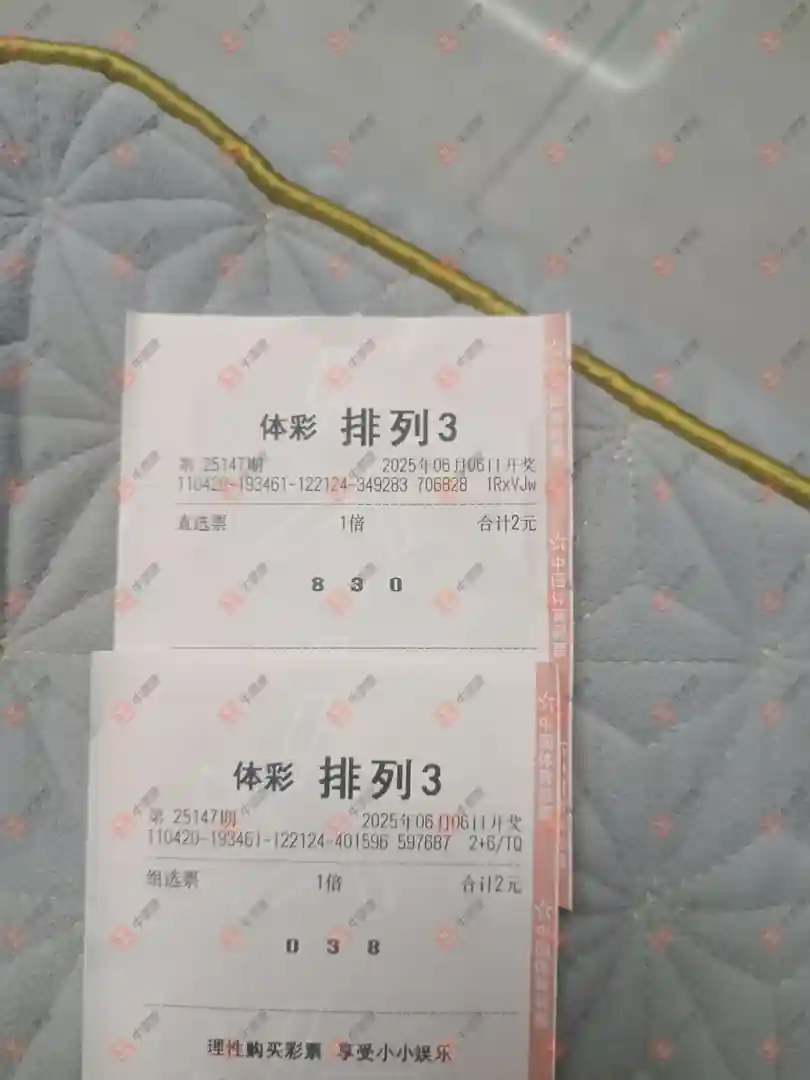 体彩 排列3
第 25147期 2025年06月06日开奖
110420-193461-122124-349283 706828 1RxVJw
直选票 1倍 合计2元
8 3 0
体彩 排列3
第 25147期 2025年06月06日开奖
110420-193461-122124-401596 597687 2+6/TQ
组选票 1倍 合计2元
0 3 8
理性购买彩票 享受小小娱乐